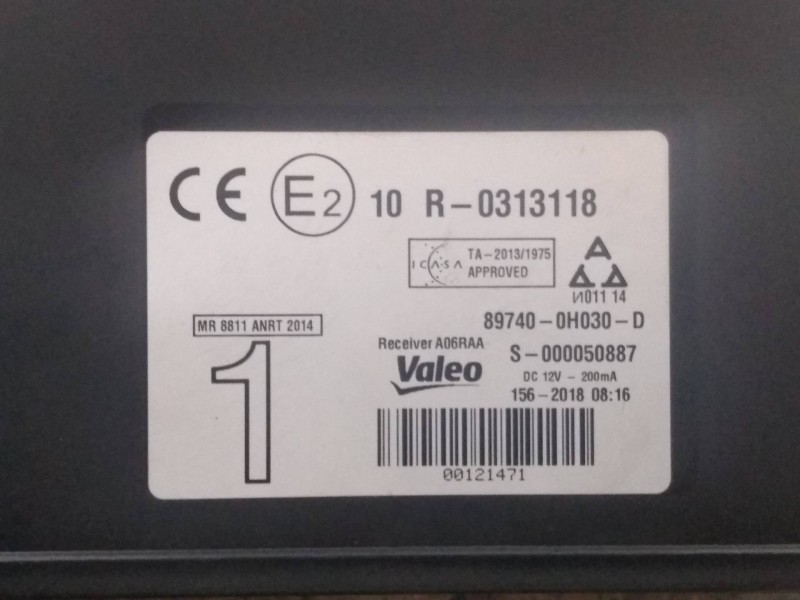 CE E2 10 R-0313118
ICASA TA-2013/1975 APPROVED
И011 14
MR 8811 ANRT 2014
89740-0H030-D
1
Receiver A06RAA
Valeo
S-000050887
DC 12V - 200mA
156-2018 08:16
00121471